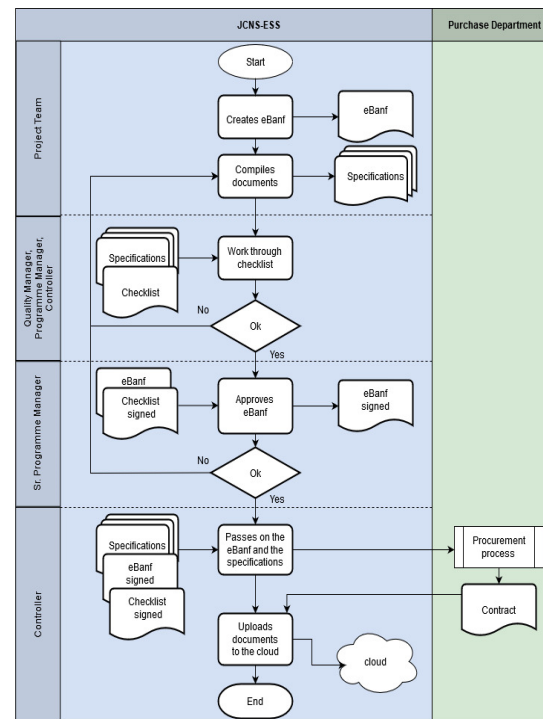 JCNS-ESS
Purchase Department
Project Team
Start
Creates eBanf
eBanf
Compiles
documents
Specifications
Quality Manager,
Programme Manager,
Controller
Specifications
Checklist
Work through
checklist
No
Ok
Yes
Sr. Programme Manager
eBanf
Checklist
signed
Approves
eBanf
eBanf
signed
No
Ok
Yes
Controller
Specifications
eBanf
signed
Checklist
signed
Passes on the
eBanf and the
specifications
Procurement
process
Contract
Uploads
documents
to the cloud
cloud
End